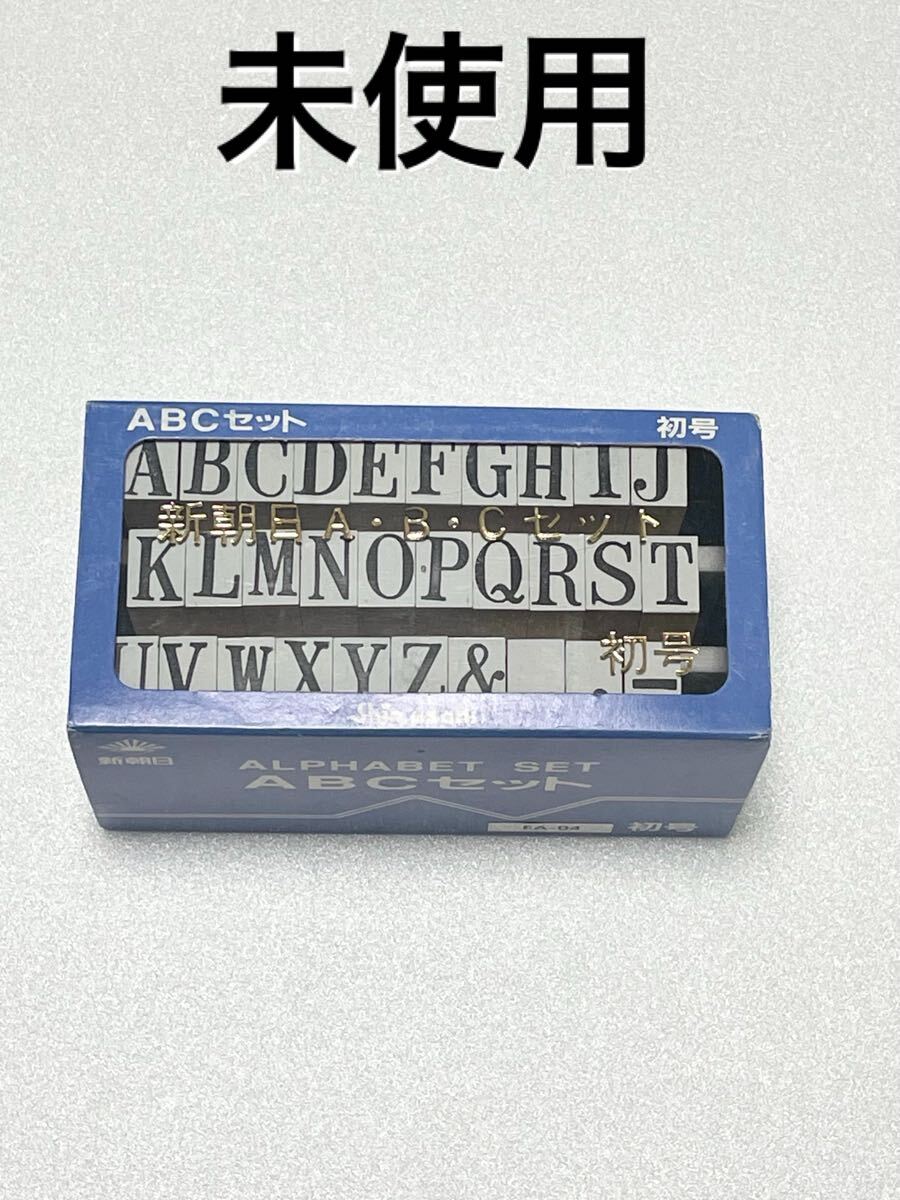 未使用
ABCセット 初号
ABCDEFGHIJ
新朝日A・B・Cセット
KLMNOPQRST
初号
UVWXYZ&.-
新朝日
ALPHABET SET
ABCセット
EA-04 初号